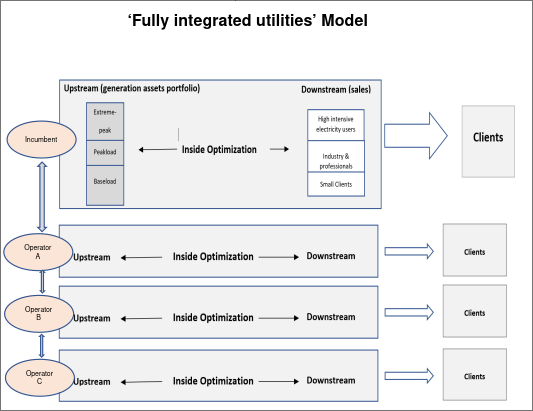 ‘Fully integrated utilities’ Model
Upstream (generation assets portfolio)
Downstream (sales)
Extreme-
peak
Peakload
Baseload
Inside Optimization
High intensive
electricity users
Industry &
professionals
Small Clients
Incumbent
Clients
Operator
A
Upstream
Inside Optimization
Downstream
Clients
Operator
B
Upstream
Inside Optimization
Downstream
Clients
Operator
C
Upstream
Inside Optimization
Downstream
Clients